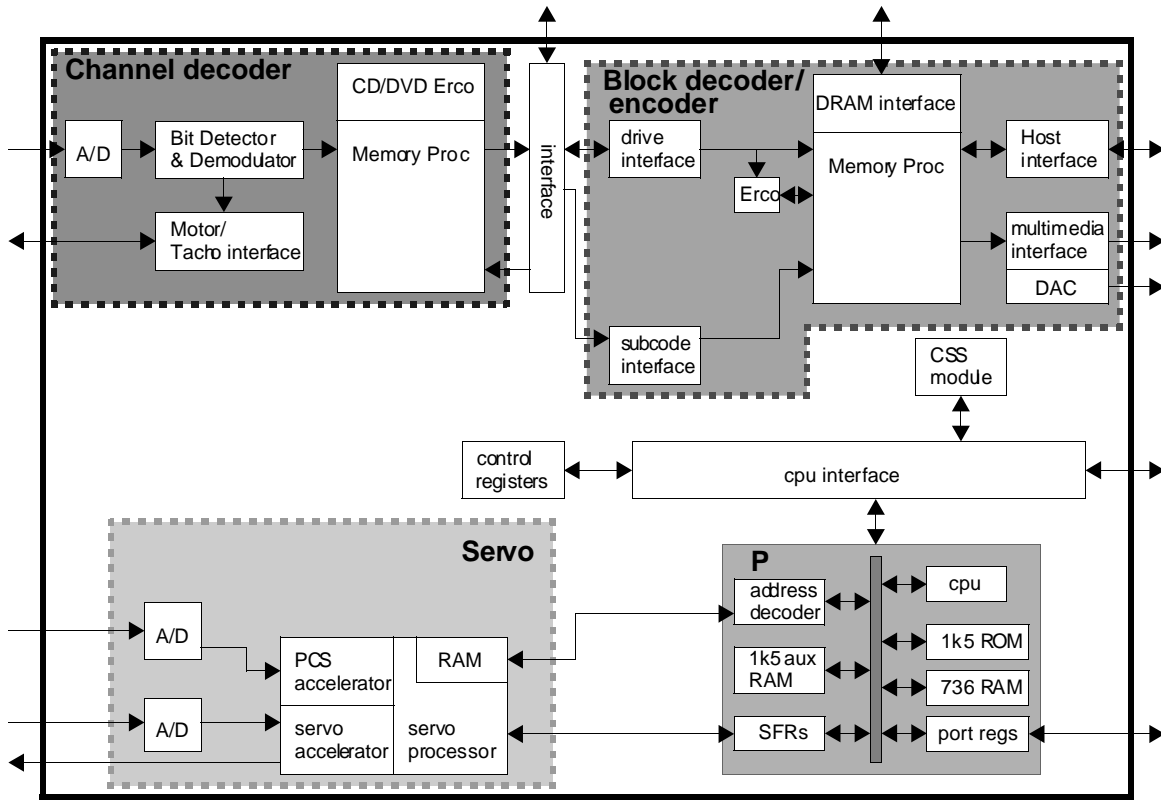 Channel decoder
A/D
Bit Detector
& Demodulator
Motor/
Tacho interface
CD/DVD Erco
Memory Proc
interface
Block decoder/
encoder
drive
interface
Erco
subcode
interface
DRAM interface
Memory Proc
Host
interface
multimedia
interface
DAC
CSS
module
control
registers
cpu interface
Servo
A/D
A/D
PCS
accelerator
RAM
servo
accelerator
servo
processor
P
address
decoder
1k5 aux
RAM
SFRs
cpu
1k5 ROM
736 RAM
port regs